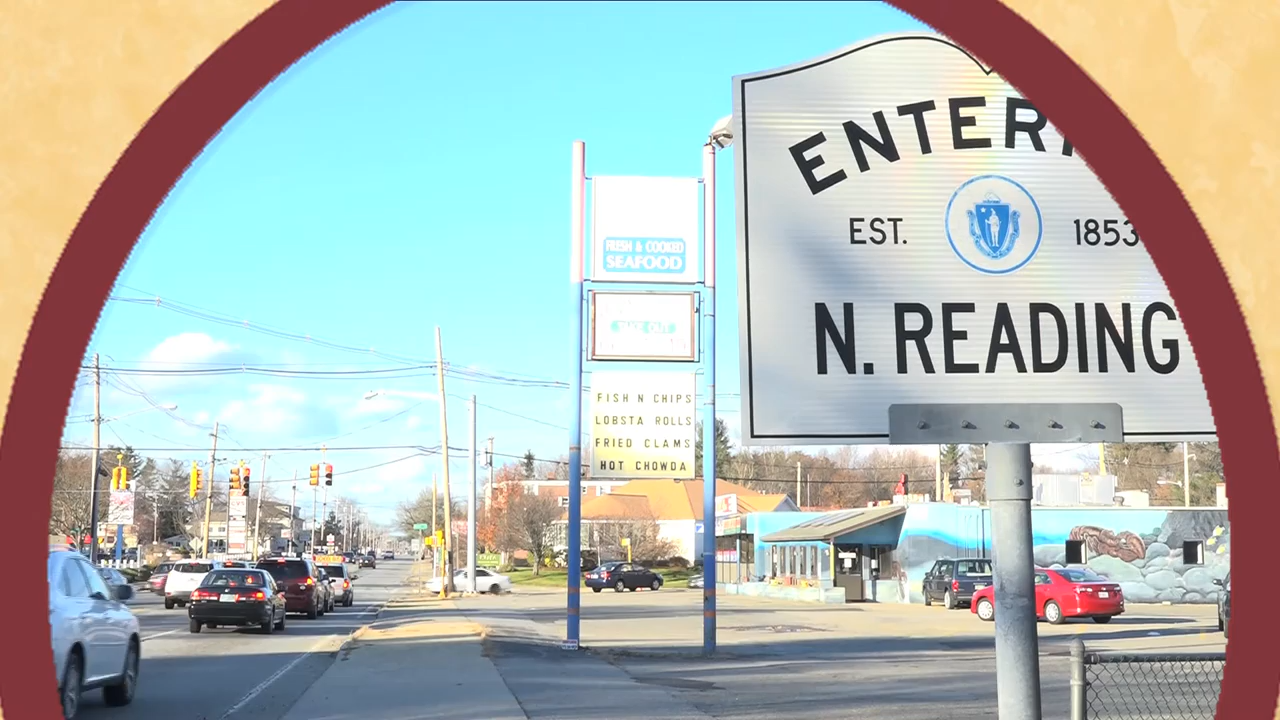 FRESH & COOKED
SEAFOOD
TAKE OUT
FISH N CHIPS
LOBSTA ROLLS
FRIED CLAMS
HOT CHOWDA
ENTER
EST. 1853
N. READING